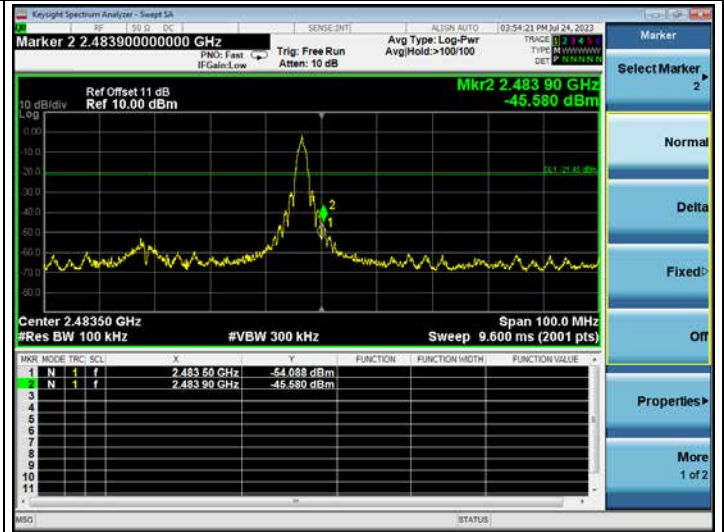 Keysight Spectrum Analyzer - Swept SA
RF 50 Ω DC SENSE:INT ALIGN AUTO 03:54:21 PM Jul 24, 2023
Marker 2 2.483900000000 GHz
PNO: Fast
IFGain:Low
Trig: Free Run
Atten: 10 dB
Avg Type: Log-Pwr
Avg|Hold:>100/100
TRACE 1 2 3 4 5 6
TYPE M W W W W W
DET P N N N N N
Marker
Select Marker
2
Normal
Delta
Fixed
Off
Properties
More
1 of 2
Ref Offset 11 dB
10 dB/div Ref 10.00 dBm
Log
Mkr2 2.483 90 GHz
-45.580 dBm
0.00
-10.0
-20.0
DL1 -21.45 dBm
-30.0
-40.0
-50.0
-60.0
-70.0
-80.0
2
1
Center 2.48350 GHz Span 100.0 MHz
#Res BW 100 kHz #VBW 300 kHz Sweep 9.600 ms (2001 pts)
MKR MODE TRC SCL X Y FUNCTION FUNCTION WIDTH FUNCTION VALUE
1 N 1 f 2.483 50 GHz -54.088 dBm
2 N 1 f 2.483 90 GHz -45.580 dBm
3
4
5
6
7
8
9
10
11
MSG STATUS